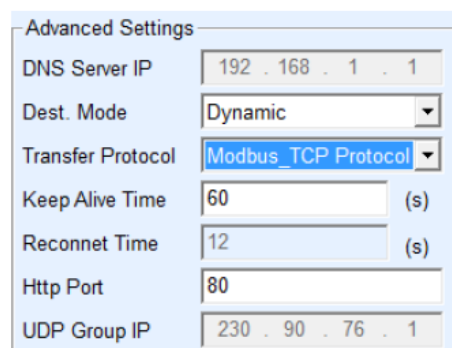 Advanced Settings
DNS Server IP 192 . 168 . 1 . 1
Dest. Mode Dynamic
Transfer Protocol Modbus_TCP Protocol
Keep Alive Time 60 (s)
Reconnet Time 12 (s)
Http Port 80
UDP Group IP 230 . 90 . 76 . 1